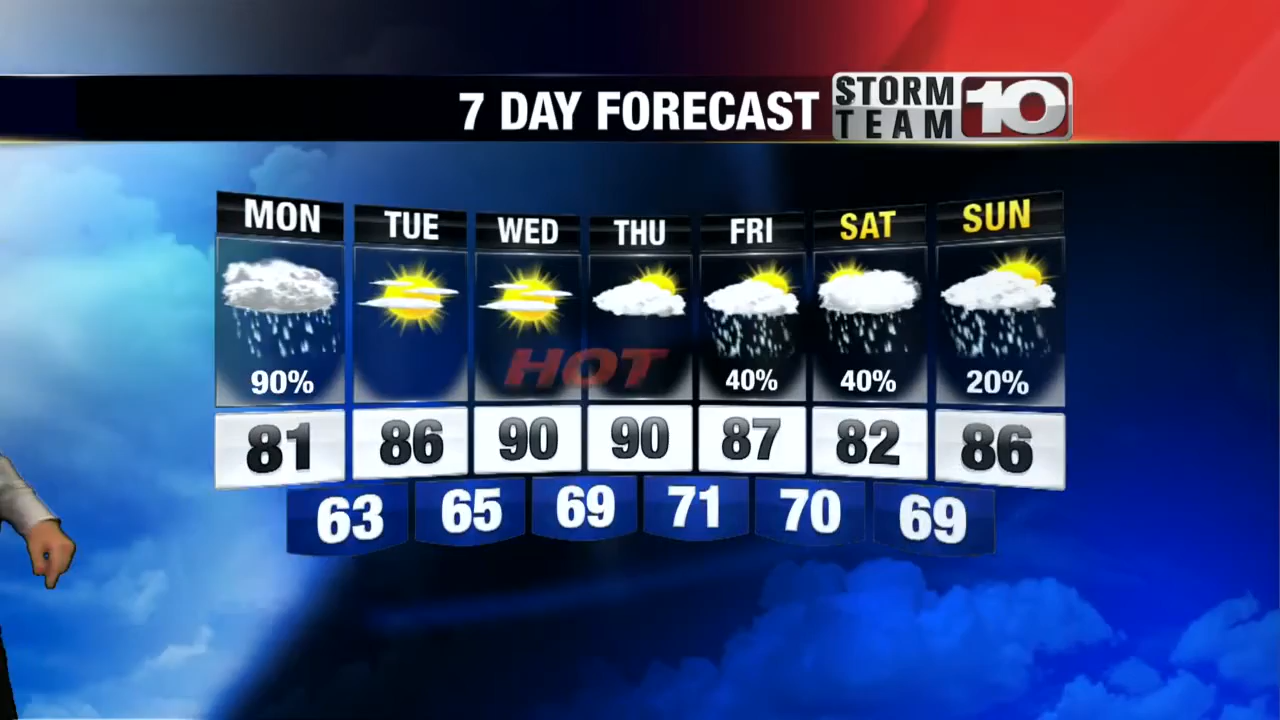 7 DAY FORECAST
STORM TEAM 10
MON TUE WED THU FRI SAT SUN
HOT
90% 40% 40% 20%
81 86 90 90 87 82 86
63 65 69 71 70 69